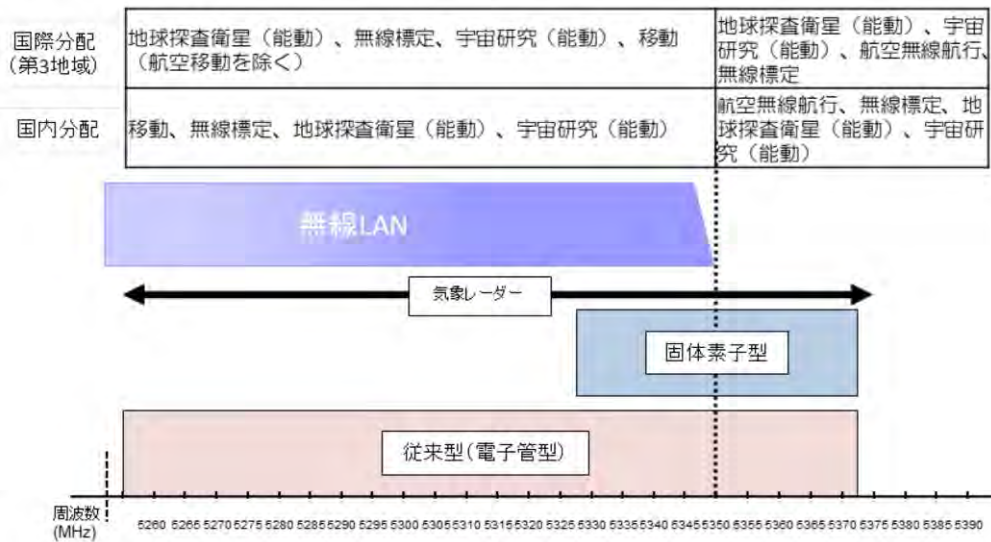 国際分配
(第3地域)
地球探査衛星（能動）、無線標定、宇宙研究（能動）、移動
（航空移動を除く）
地球探査衛星（能動）、宇宙
研究（能動）、航空無線航行、
無線標定
国内分配
移動、無線標定、地球探査衛星（能動）、宇宙研究（能動）
航空無線航行、無線標定、地
球探査衛星（能動）、宇宙研
究（能動）
無線LAN
気象レーダー
固体素子型
従来型(電子管型)
周波数
(MHz)
5260 5265 5270 5275 5280 5285 5290 5295 5300 5305 5310 5315 5320 5325 5330 5335 5340 5345 5350 5355 5360 5365 5370 5375 5380 5385 5390